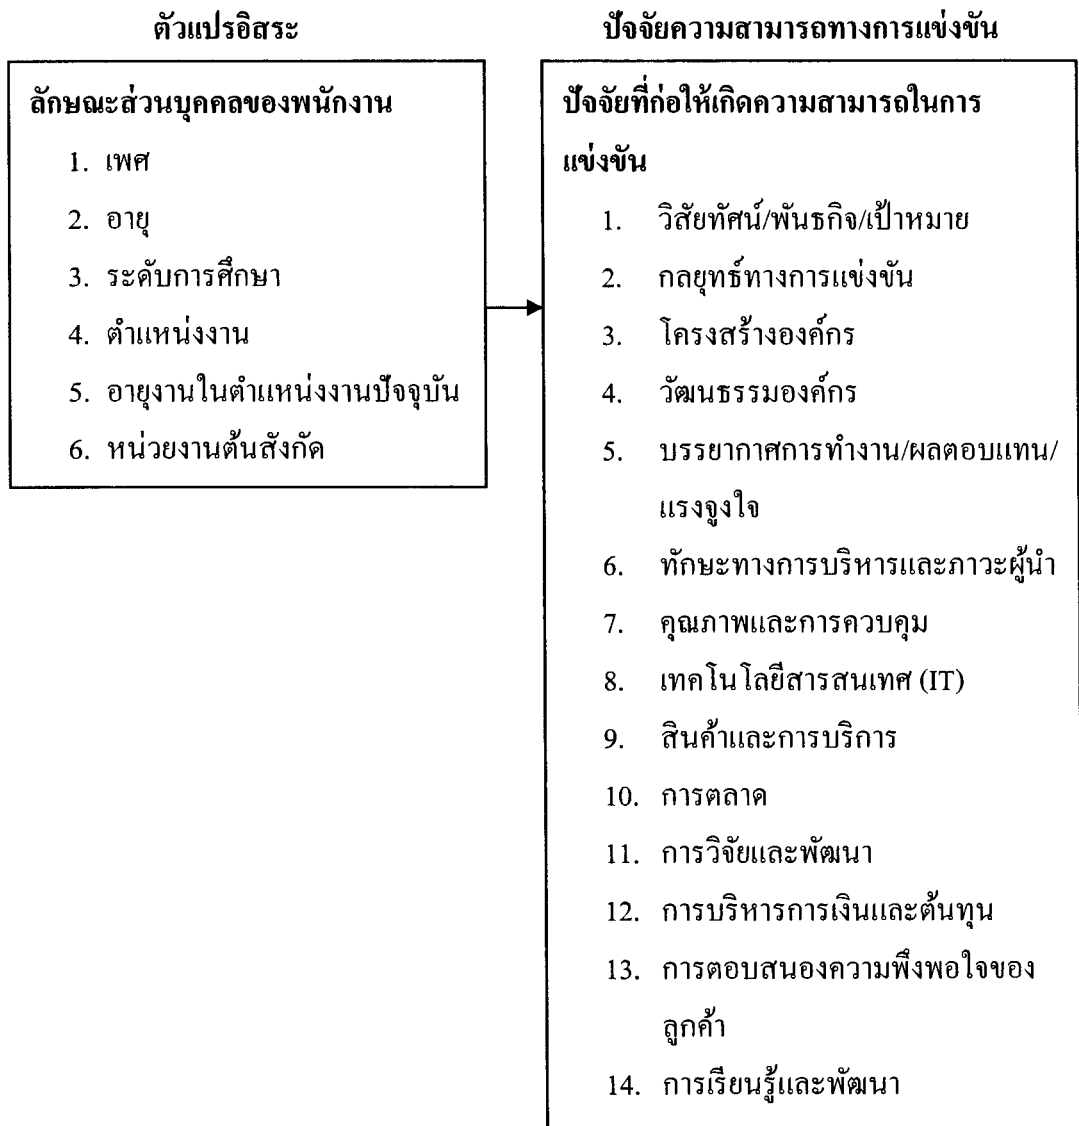 ตัวแปรอิสระ
ลักษณะส่วนบุคคลของพนักงาน
1. เพศ
2. อายุ
3. ระดับการศึกษา
4. ตำแหน่งงาน
5. อายุงานในตำแหน่งงานปัจจุบัน
6. หน่วยงานต้นสังกัด
ปัจจัยความสามารถทางการแข่งขัน
ปัจจัยที่ก่อให้เกิดความสามารถในการ
แข่งขัน
1. วิสัยทัศน์/พันธกิจ/เป้าหมาย
2. กลยุทธ์ทางการแข่งขัน
3. โครงสร้างองค์กร
4. วัฒนธรรมองค์กร
5. บรรยากาศการทำงาน/ผลตอบแทน/
แรงจูงใจ
6. ทักษะทางการบริหารและภาวะผู้นำ
7. คุณภาพและการควบคุม
8. เทคโนโลยีสารสนเทศ (IT)
9. สินค้าและการบริการ
10. การตลาด
11. การวิจัยและพัฒนา
12. การบริหารการเงินและต้นทุน
13. การตอบสนองความพึงพอใจของ
ลูกค้า
14. การเรียนรู้และพัฒนา